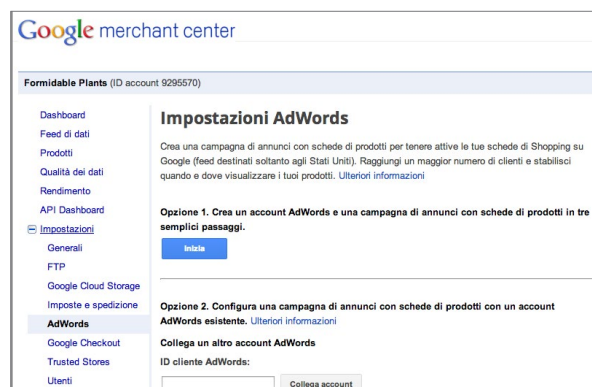 Google merchant center
Formidable Plants (ID account 9295570)
Dashboard
Feed di dati
Prodotti
Qualità dei dati
Rendimento
API Dashboard
Impostazioni
Generali
FTP
Google Cloud Storage
Imposte e spedizione
AdWords
Google Checkout
Trusted Stores
Utenti
Impostazioni AdWords
Crea una campagna di annunci con schede di prodotti per tenere attive le tue schede di Shopping su
Google (feed destinati soltanto agli Stati Uniti). Raggiungi un maggior numero di clienti e stabilisci
quando e dove visualizzare i tuoi prodotti. Ulteriori informazioni
Opzione 1. Crea un account AdWords e una campagna di annunci con schede di prodotti in tre
semplici passaggi.
Inizia
Opzione 2. Configura una campagna di annunci con schede di prodotti con un account
AdWords esistente. Ulteriori informazioni
Collega un altro account AdWords
ID cliente AdWords:
Collega account